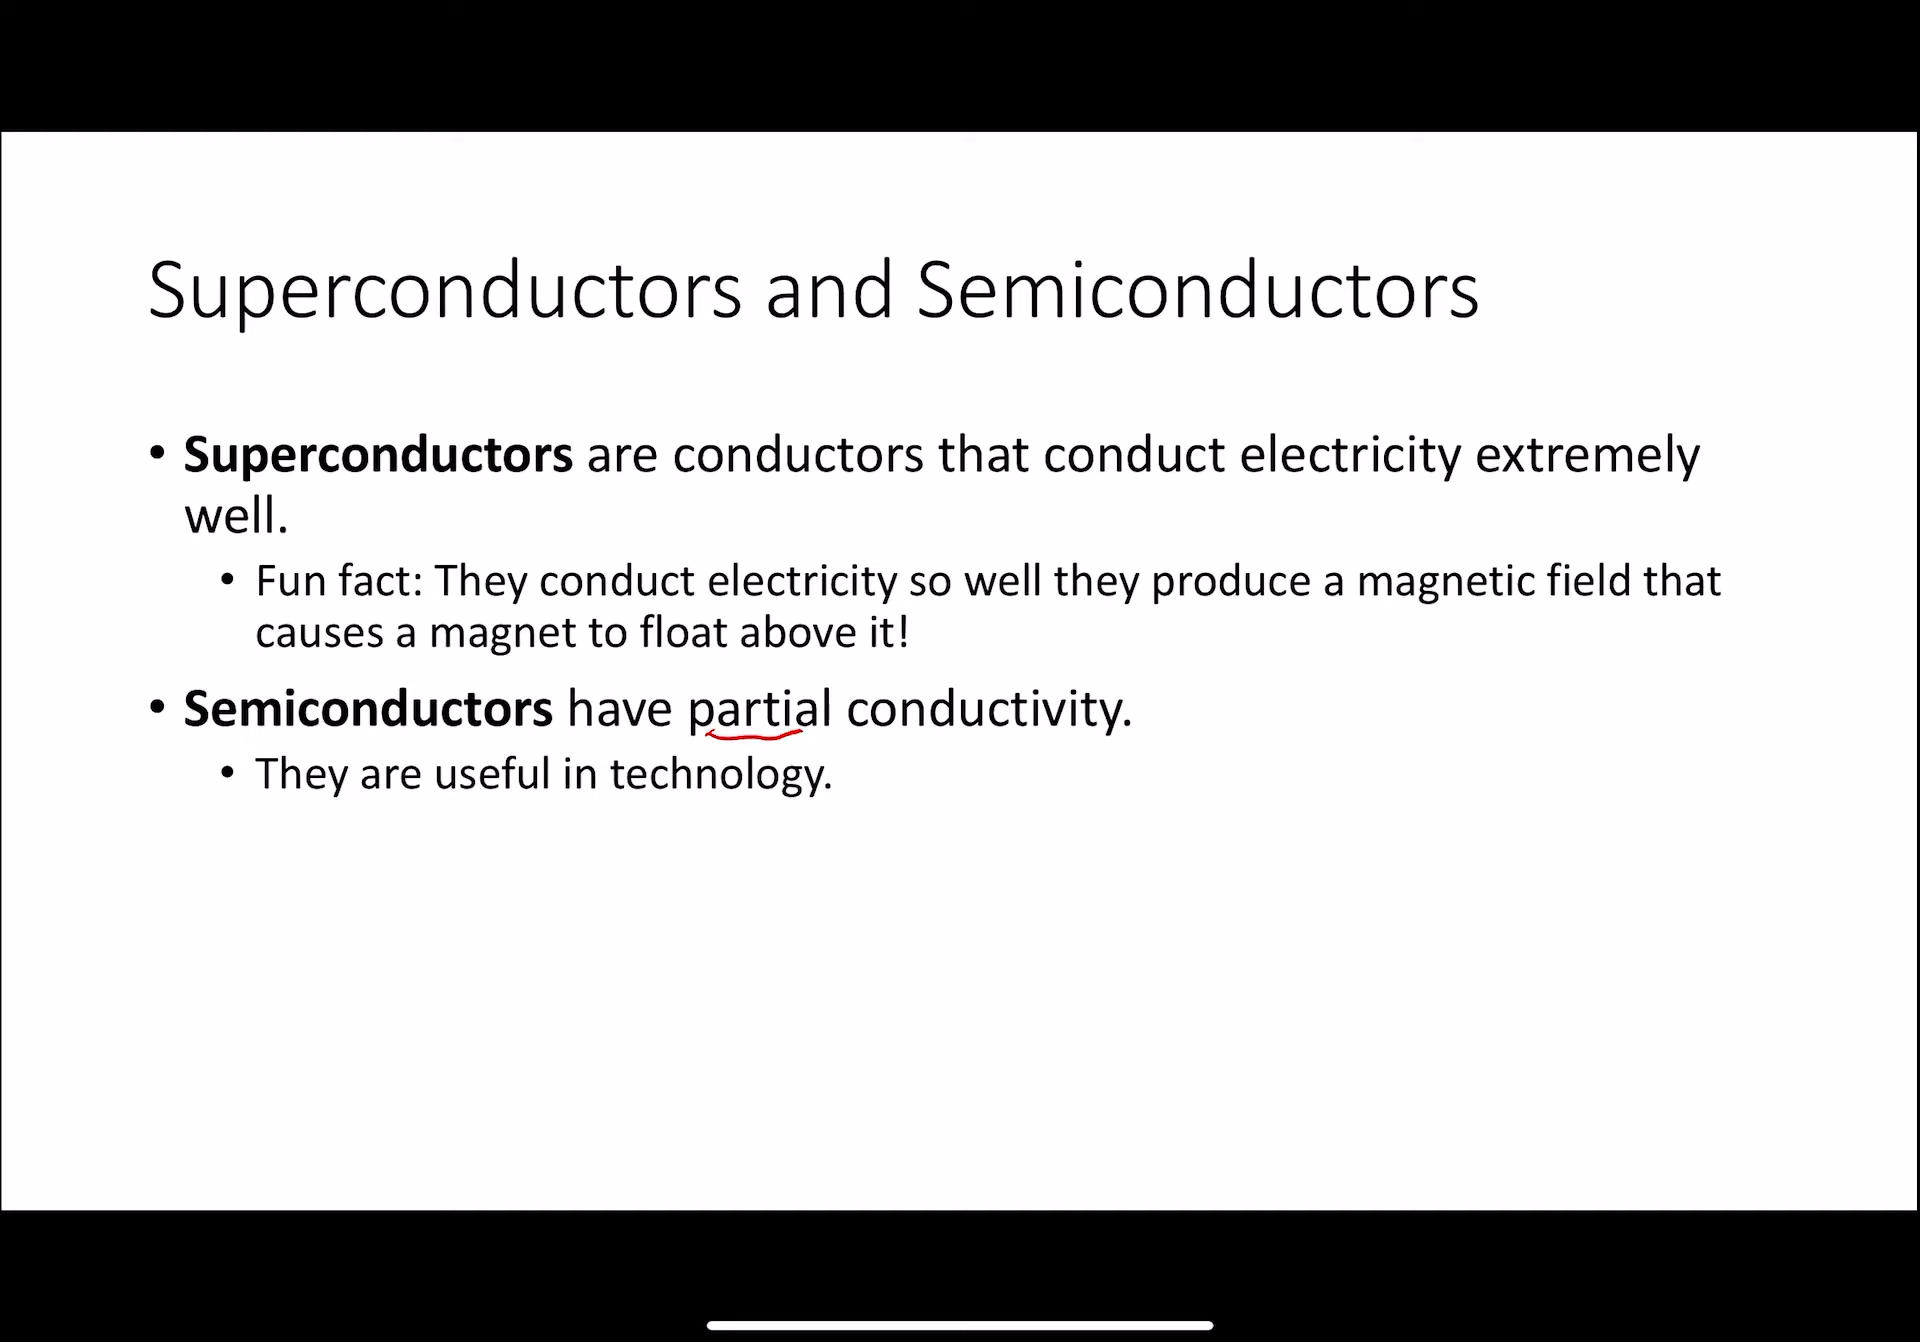 Superconductors and Semiconductors
• Superconductors are conductors that conduct electricity extremely
well.
• Fun fact: They conduct electricity so well they produce a magnetic field that
causes a magnet to float above it!
• Semiconductors have partial conductivity.
• They are useful in technology.